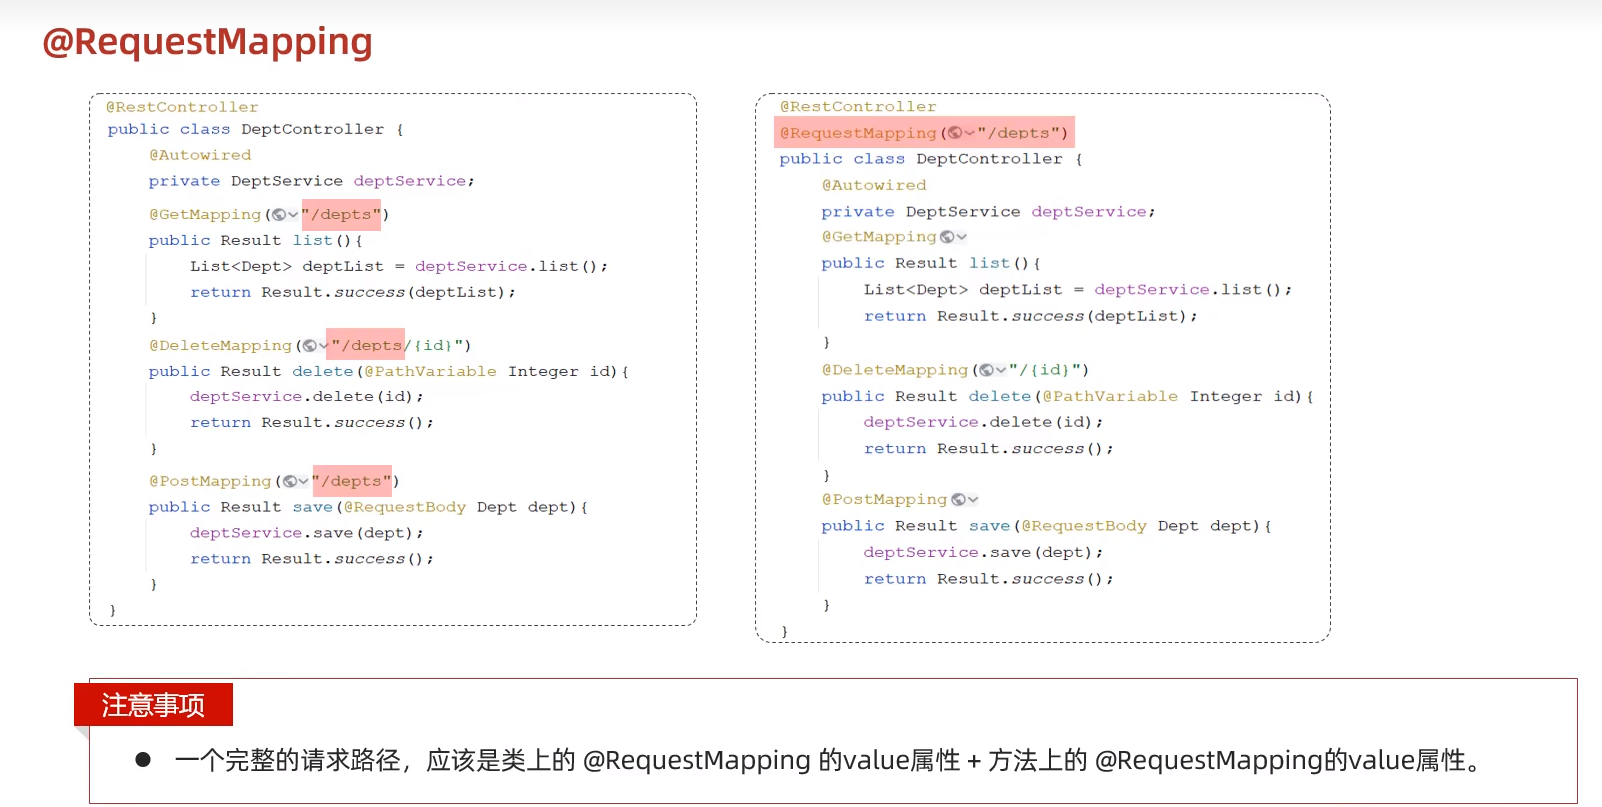 @RequestMapping
@RestController
public class DeptController {
@Autowired
private DeptService deptService;
@GetMapping("/depts")
public Result list(){
List<Dept> deptList = deptService.list();
return Result.success(deptList);
}
@DeleteMapping("/depts/{id}")
public Result delete(@PathVariable Integer id){
deptService.delete(id);
return Result.success();
}
@PostMapping("/depts")
public Result save(@RequestBody Dept dept){
deptService.save(dept);
return Result.success();
}
}
@RestController
@RequestMapping("/depts")
public class DeptController {
@Autowired
private DeptService deptService;
@GetMapping
public Result list(){
List<Dept> deptList = deptService.list();
return Result.success(deptList);
}
@DeleteMapping("/{id}")
public Result delete(@PathVariable Integer id){
deptService.delete(id);
return Result.success();
}
@PostMapping
public Result save(@RequestBody Dept dept){
deptService.save(dept);
return Result.success();
}
}
注意事项
● 一个完整的请求路径，应该是类上的 @RequestMapping 的value属性 + 方法上的 @RequestMapping的value属性。